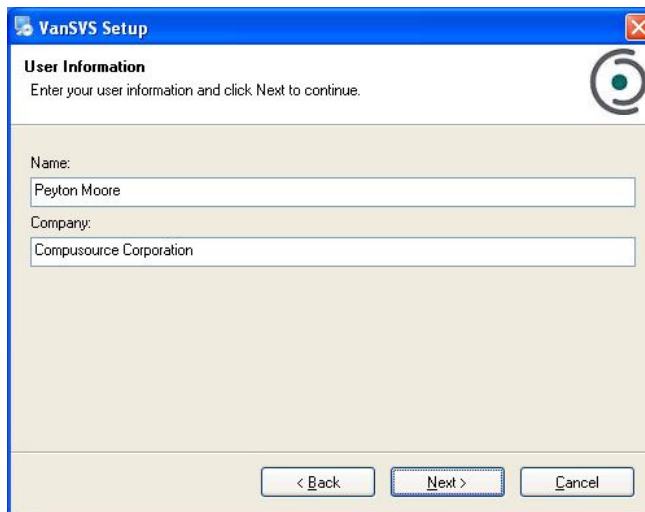 VanSVS Setup
User Information
Enter your user information and click Next to continue.
Name:
Peyton Moore
Company:
Compusource Corporation
< Back
Next >
Cancel